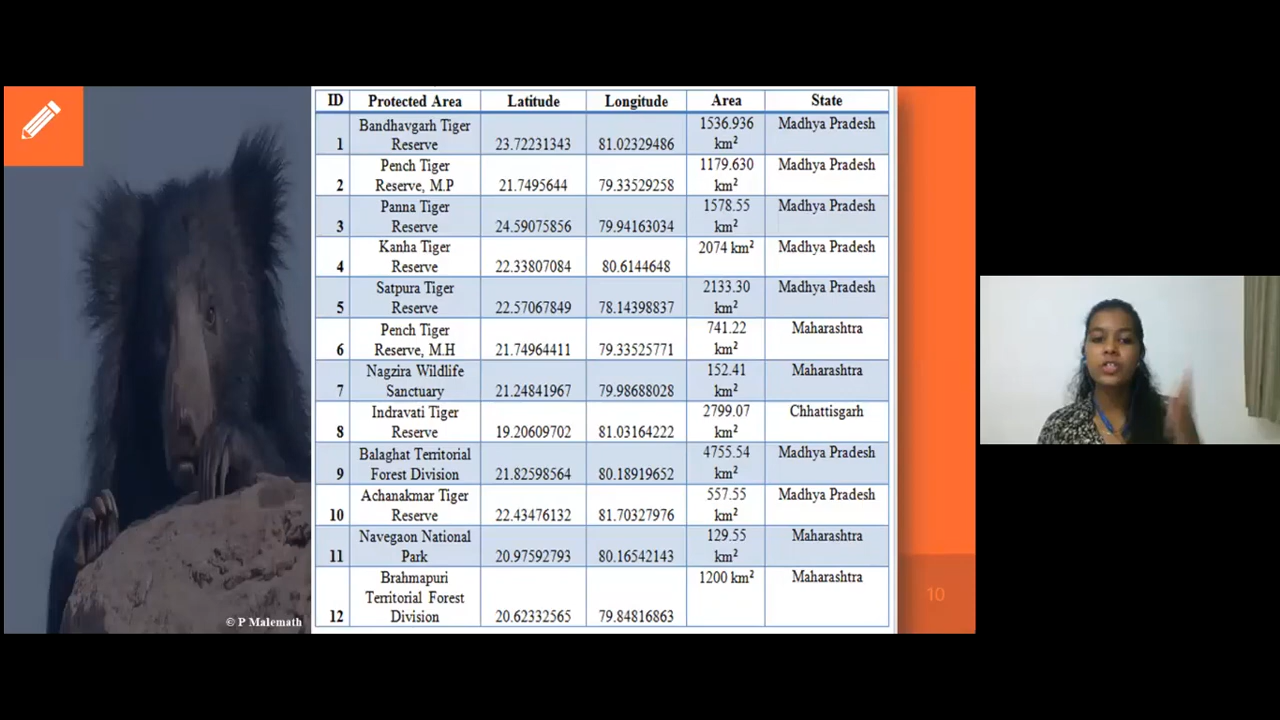 ID Protected Area Latitude Longitude Area State
1 Bandhavgarh Tiger Reserve 23.72231343 81.02329486 1536.936 km² Madhya Pradesh
2 Pench Tiger Reserve, M.P 21.7495644 79.33529258 1179.630 km² Madhya Pradesh
3 Panna Tiger Reserve 24.59075856 79.94163034 1578.55 km² Madhya Pradesh
4 Kanha Tiger Reserve 22.33807084 80.6144648 2074 km² Madhya Pradesh
5 Satpura Tiger Reserve 22.57067849 78.14398837 2133.30 km² Madhya Pradesh
6 Pench Tiger Reserve, M.H 21.74964411 79.33525771 741.22 km² Maharashtra
7 Nagzira Wildlife Sanctuary 21.24841967 79.98688028 152.41 km² Maharashtra
8 Indravati Tiger Reserve 19.20609702 81.03164222 2799.07 km² Chhattisgarh
9 Balaghat Territorial Forest Division 21.82598564 80.18919652 4755.54 km² Madhya Pradesh
10 Achanakmar Tiger Reserve 22.43476132 81.70327976 557.55 km² Madhya Pradesh
11 Navegaon National Park 20.97592793 80.16542143 129.55 km² Maharashtra
12 Brahmapuri Territorial Forest Division 20.62332565 79.84816863 1200 km² Maharashtra
© P Malemath
10